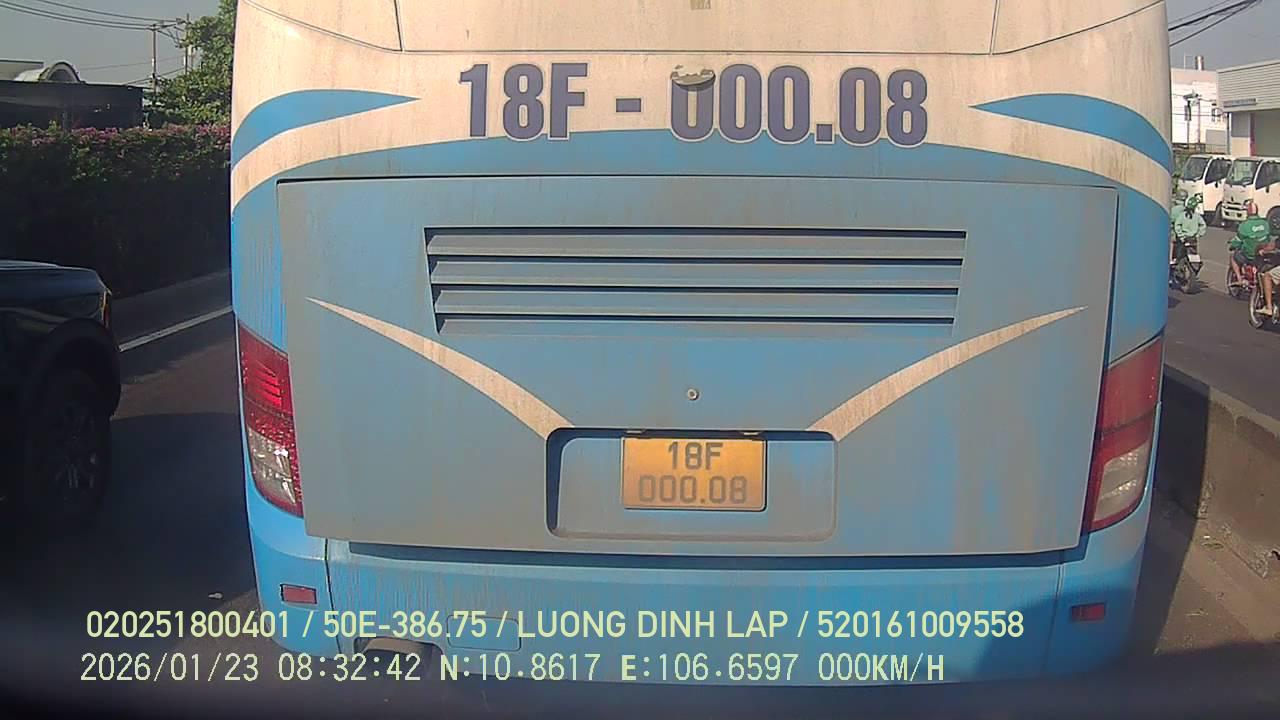 18F - 000.08
18F
000.08
020251800401 / 50E-386.75 / LUONG DINH LAP / 520161009558
2026/01/23 08:32:42 N:10.8617 E:106.6597 000KM/H